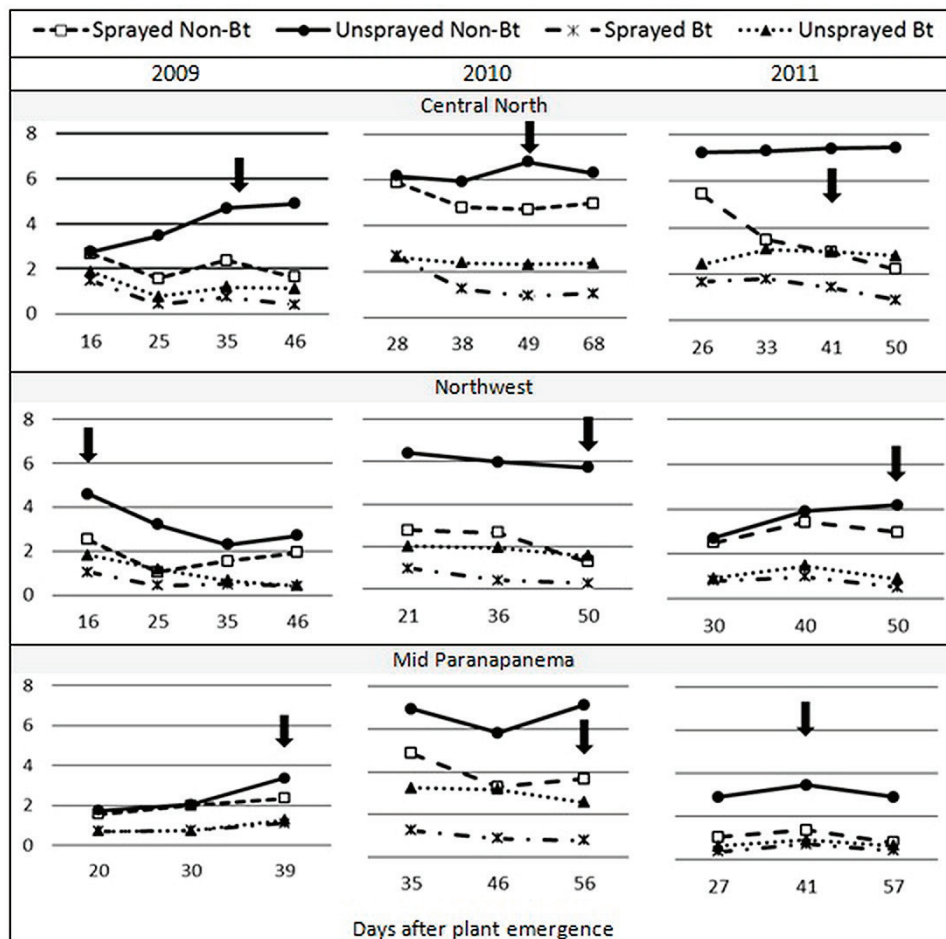 Sprayed Non-Bt Unsprayed Non-Bt Sprayed Bt Unsprayed Bt
2009 2010 2011
Central North
8
6
4
2
0
16 25 35 46 28 38 49 68 26 33 41 50
Northwest
8
6
4
2
0
16 25 35 46 21 36 50 30 40 50
Mid Paranapanema
8
6
4
2
0
20 30 39 35 46 56 27 41 57
Days after plant emergence